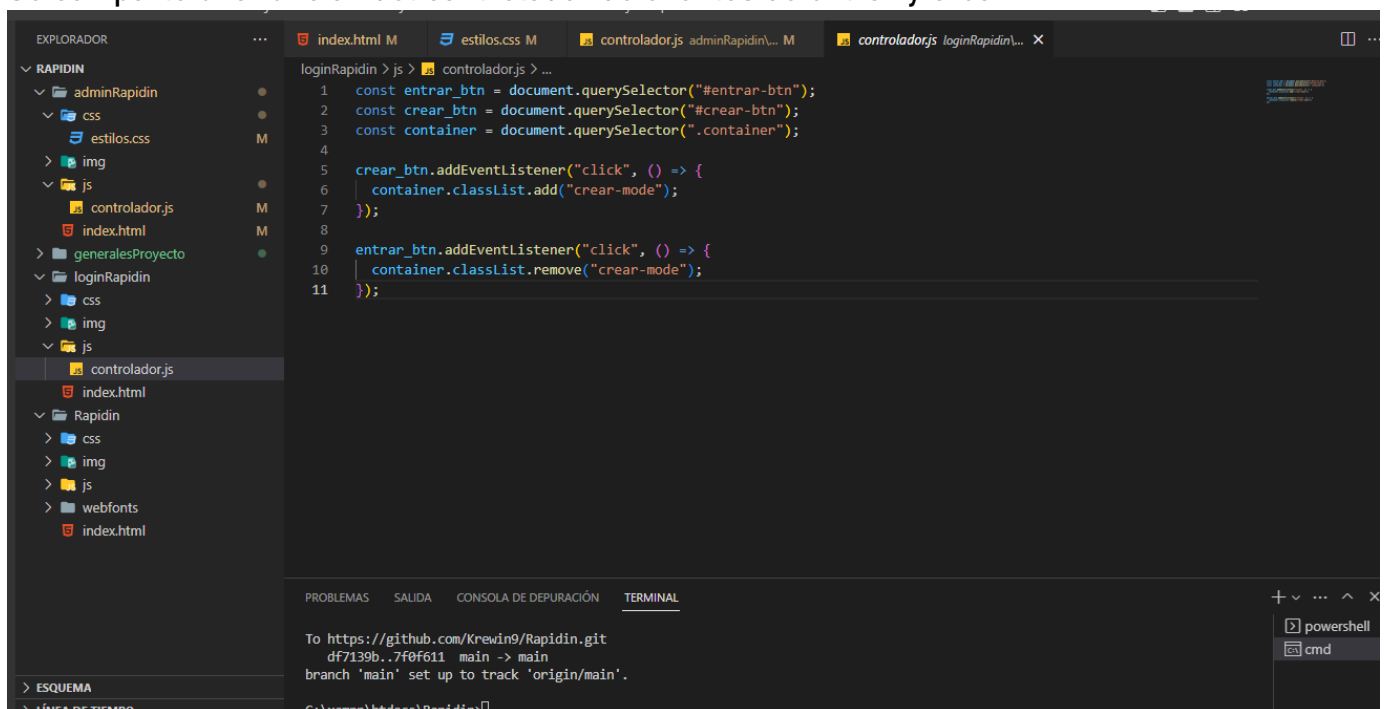 EXPLORADOR
index.html M
estilos.css M
controlador.js adminRapidin\... M
controlador.js loginRapidin\...
RAPIDIN
loginRapidin > js > controlador.js > ...
adminRapidin
css
estilos.css M
img
js
controlador.js M
index.html M
generalesProyecto
loginRapidin
css
img
js
controlador.js
index.html
Rapidin
css
img
js
webfonts
index.html
ESQUEMA
1 const entrar_btn = document.querySelector("#entrar-btn");
2 const crear_btn = document.querySelector("#crear-btn");
3 const container = document.querySelector(".container");
4
5 crear_btn.addEventListener("click", () => {
6 container.classList.add("crear-mode");
7 });
8
9 entrar_btn.addEventListener("click", () => {
10 container.classList.remove("crear-mode");
11 });
PROBLEMAS SALIDA CONSOLA DE DEPURACIÓN TERMINAL
To https://github.com/Krewin9/Rapidin.git
df7139b..7f0f611 main -> main
branch 'main' set up to track 'origin/main'.
powershell
cmd